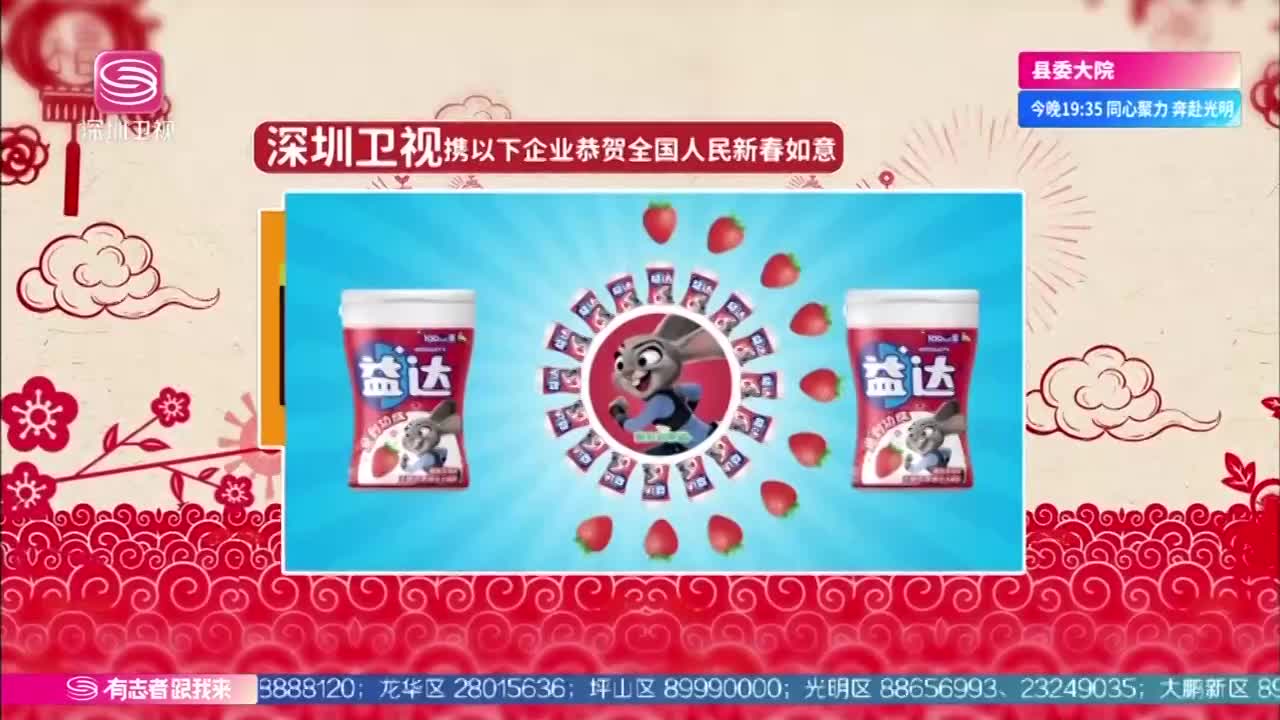 深圳卫视
县委大院
今晚19:35 同心聚力 奔赴光明
深圳卫视携以下企业恭贺全国人民新春如意
益达
益达
有志者跟我来
8888120；龙华区 28015636；坪山区 89990000；光明区 88656993、23249035；大鹏新区 89